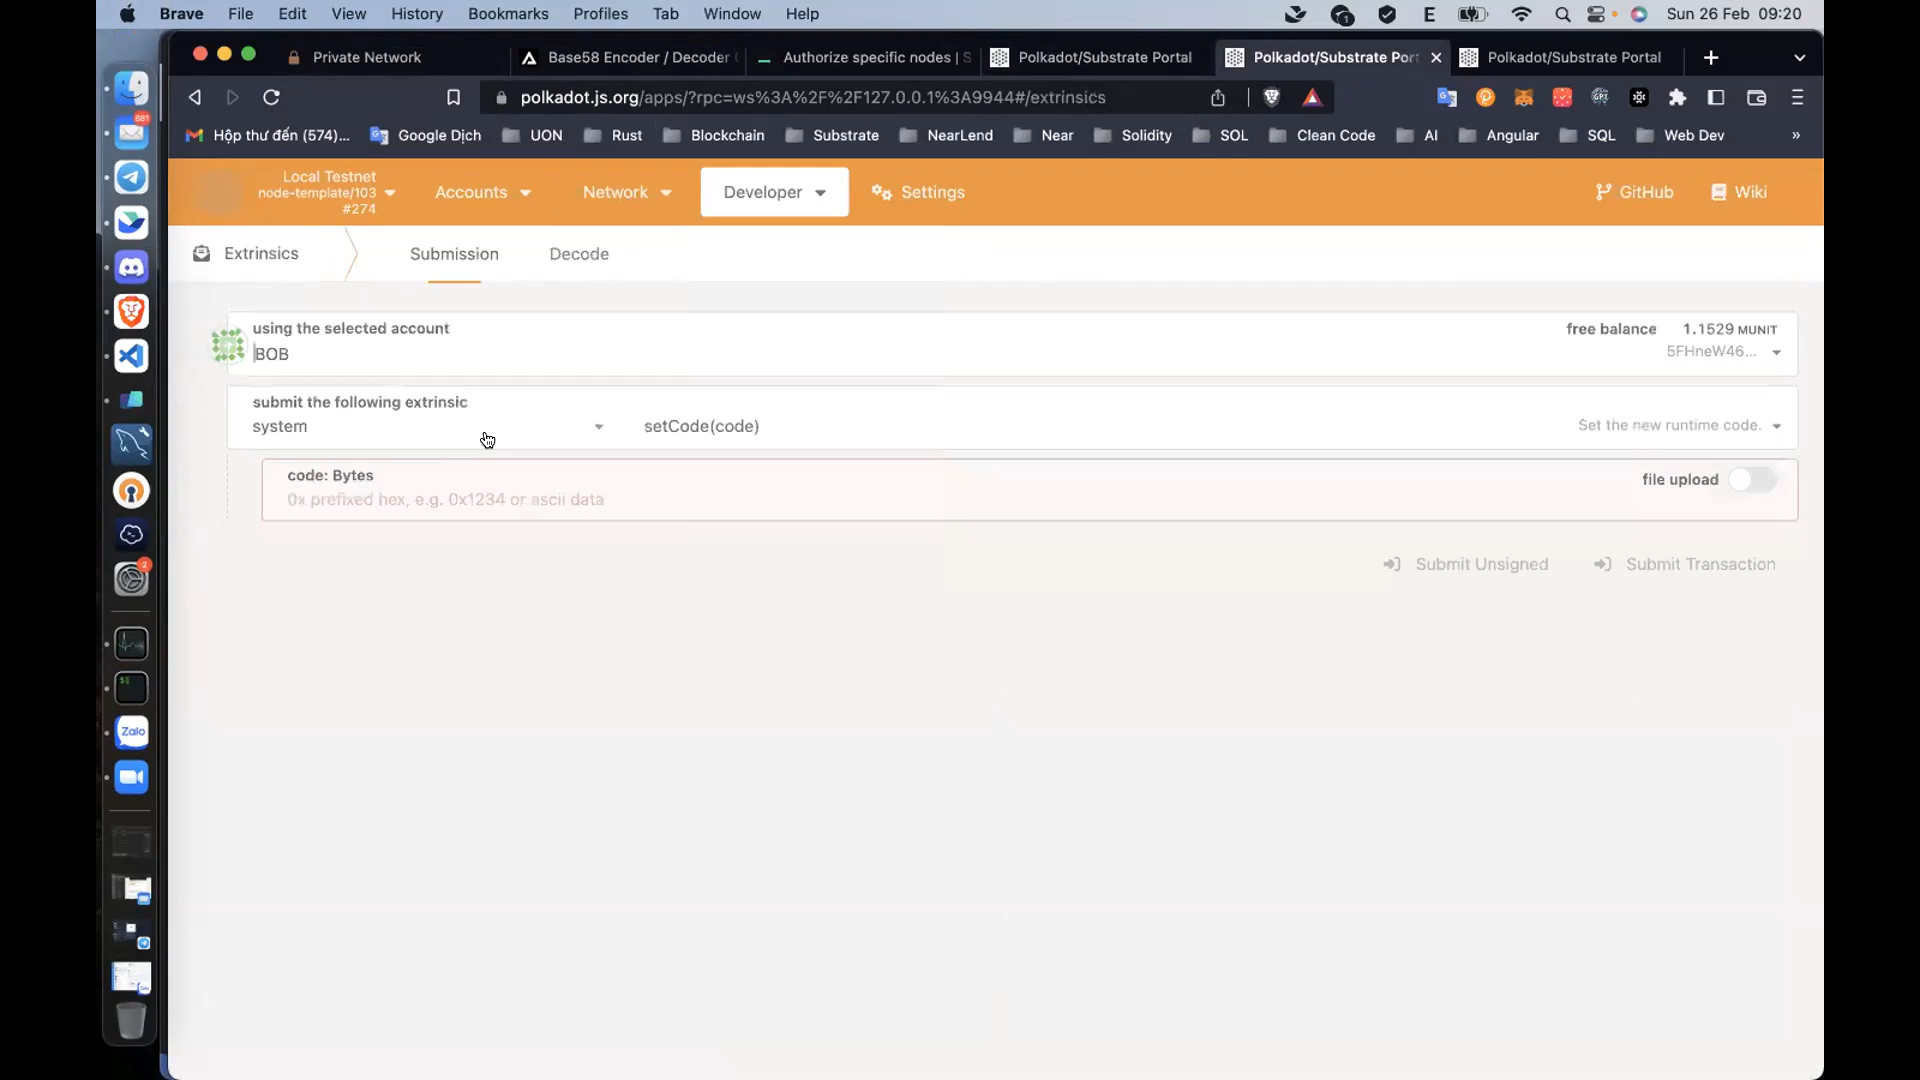 Brave File Edit View History Bookmarks Profiles Tab Window Help E Sun 26 Feb 09:20
Private Network Base58 Encoder / Decoder Authorize specific nodes | S Polkadot/Substrate Portal Polkadot/Substrate Port Polkadot/Substrate Portal
polkadot.js.org/apps/?rpc=ws%3A%2F%2F127.0.0.1%3A9944#/extrinsics
Hộp thư đến (574)... Google Dịch UON Rust Blockchain Substrate NearLend Near Solidity SOL Clean Code AI Angular SQL Web Dev »
Local Testnet
node-template/103
#274
Accounts Network Developer Settings GitHub Wiki
Extrinsics Submission Decode
using the selected account
BOB
free balance 1.1529 MUNIT
5FHneW46...
submit the following extrinsic
system setCode(code) Set the new runtime code.
code: Bytes
0x prefixed hex, e.g. 0x1234 or ascii data
file upload
Submit Unsigned Submit Transaction
881
2
Zalo